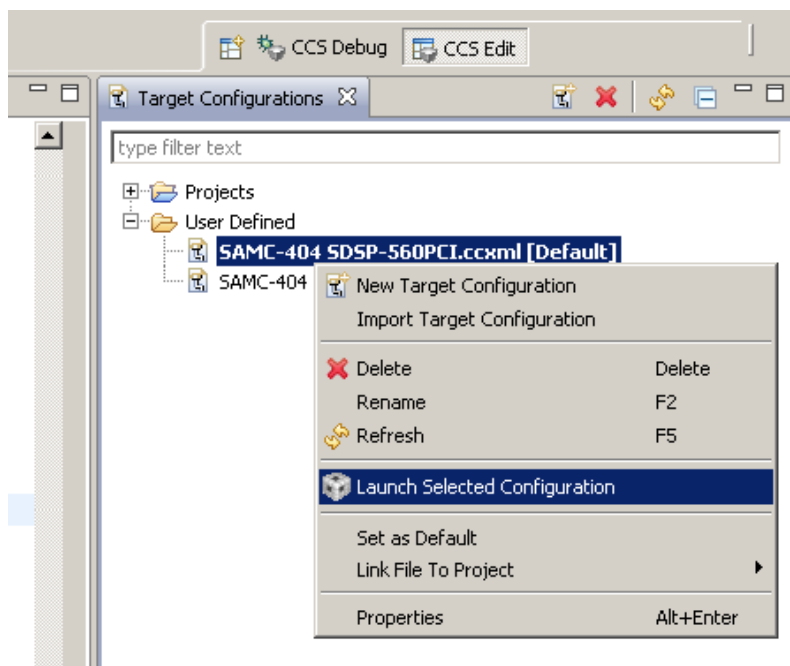 CCS Debug CCS Edit
Target Configurations
type filter text
Projects
User Defined
SAMC-404 SDSP-560PCI.ccxml [Default]
SAMC-404
New Target Configuration
Import Target Configuration
Delete Delete
Rename F2
Refresh F5
Launch Selected Configuration
Set as Default
Link File To Project
Properties Alt+Enter